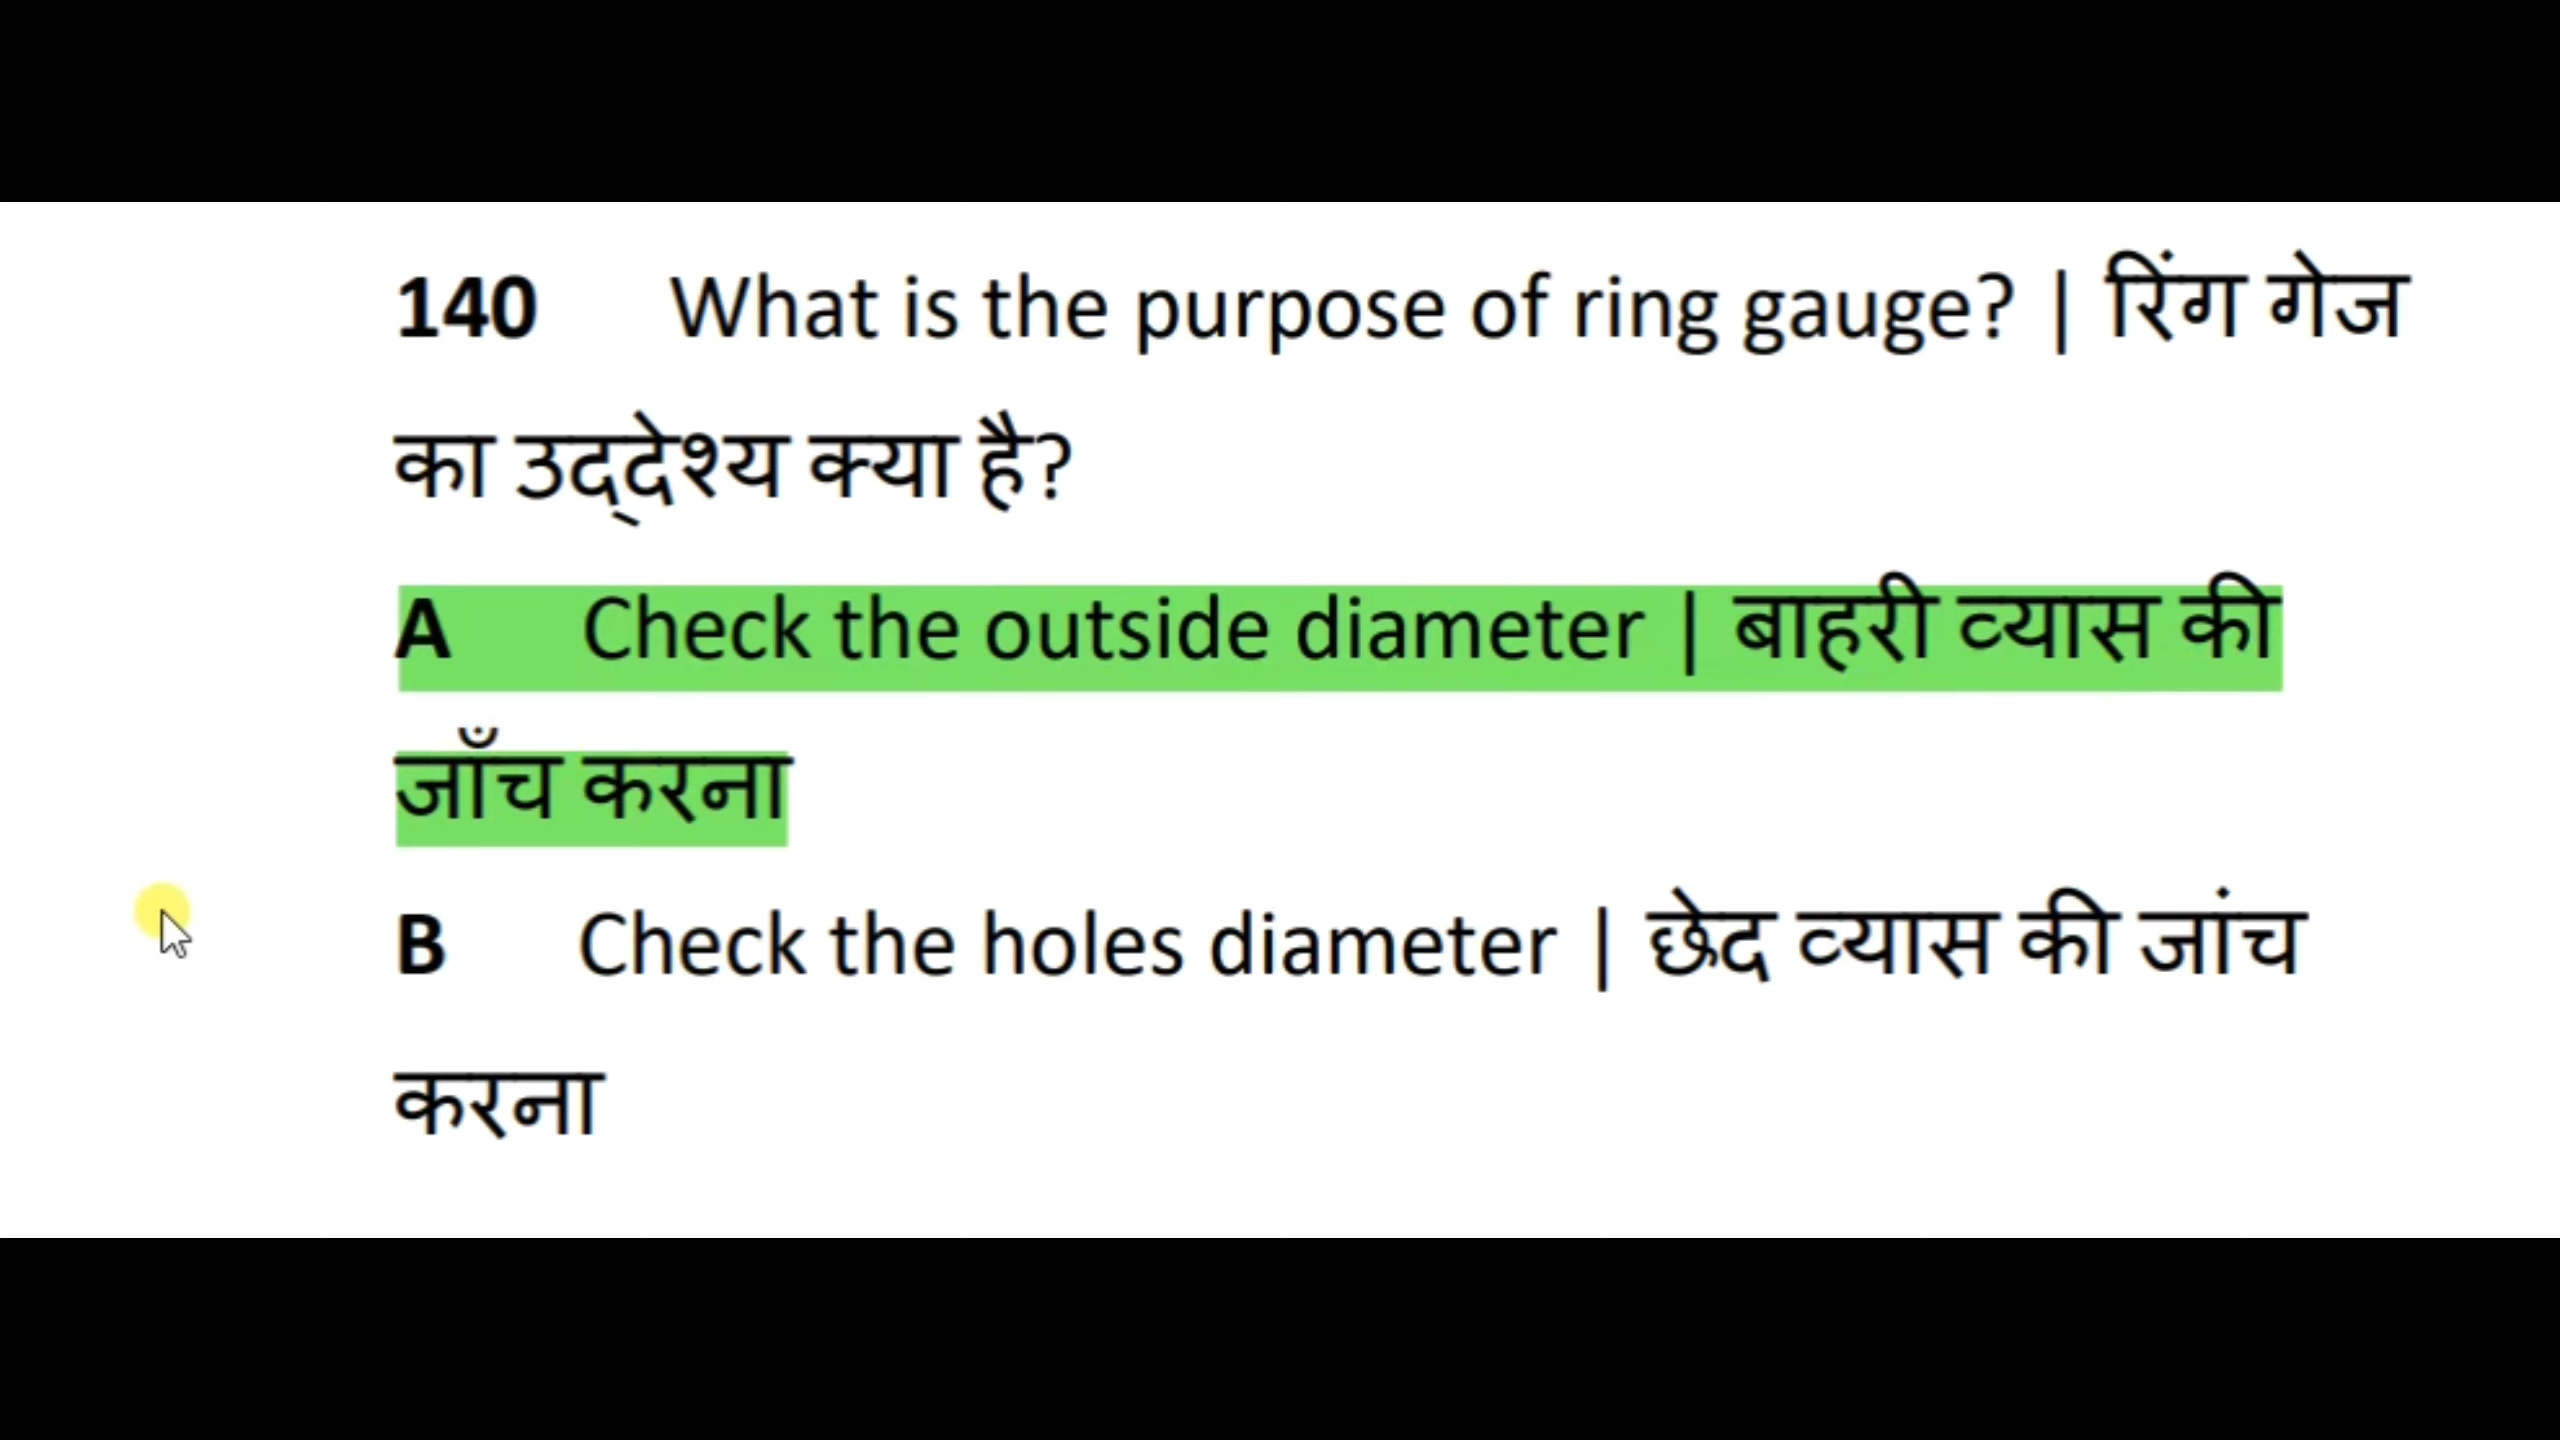 140 What is the purpose of ring gauge? | रिंग गेज
का उद्देश्य क्या है?
A Check the outside diameter | बाहरी व्यास की
जाँच करना
B Check the holes diameter | छेद व्यास की जांच
करना